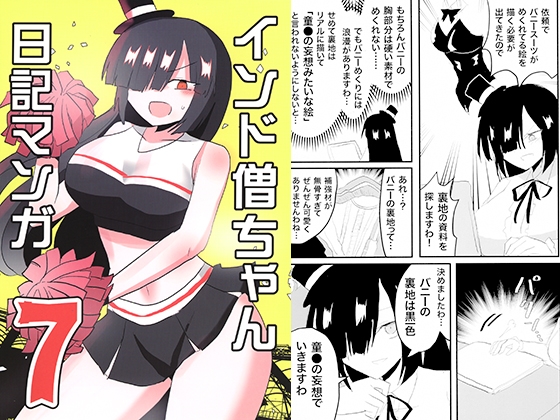 インド僧ちゃん
日記マンガ
7
依頼で
バニースーツが
めくれてる絵を
描く必要が
出てきたので
裏地の資料を
探しますわ!
もちろんバニーの
胸部分は硬い素材で
めくれない……
でもバニーめくりには
浪漫がありますわ…
せめて裏地は
リアルに描いて
「童●の妄想みたいな絵」
と言われないようにしないと…
あれ…?
バニーの裏地って…
補強材が
無骨すぎて
ぜんぜん可愛く
ありませんわね…
決めましたわ…
バニーの
裏地は黒一色
童●の妄想で
いきますわ